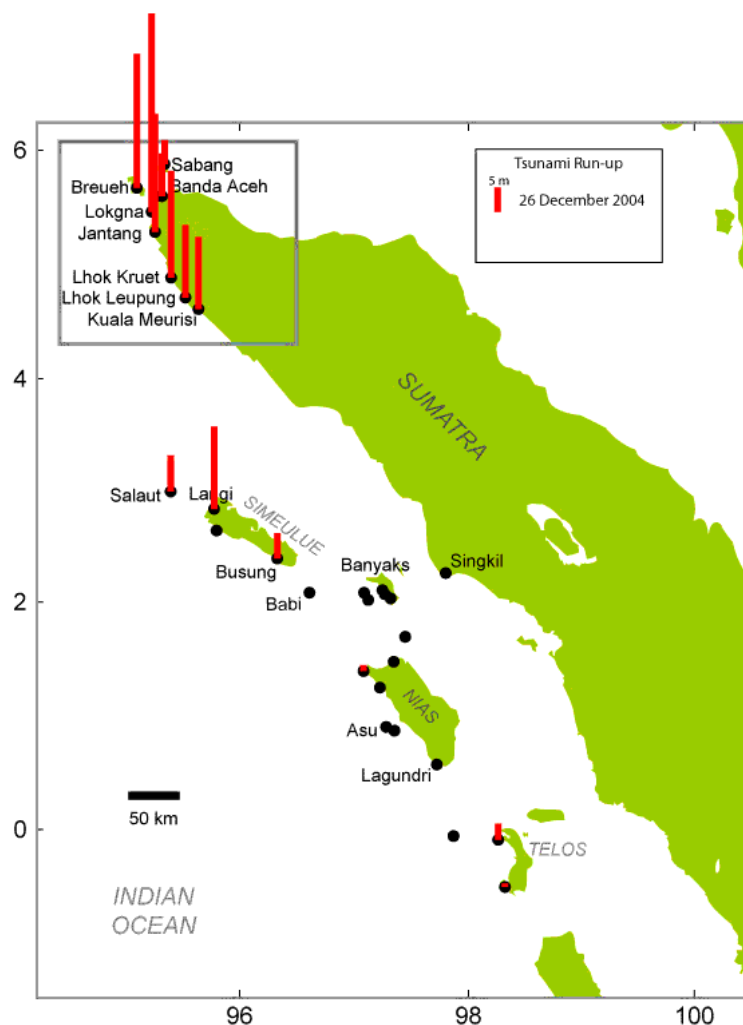 6
Sabang
Breueh
Banda Aceh
Lokgna
Jantang
Lhok Kruet
Lhok Leupung
Kuala Meurisi
Tsunami Run-up
5 m
26 December 2004
4
SUMATRA
Salaut
Langi
SIMEULUE
Busung
Banyaks
Singkil
2
Babi
NIAS
Asu
Lagundri
50 km
0
TELOS
INDIAN
OCEAN
96
98
100